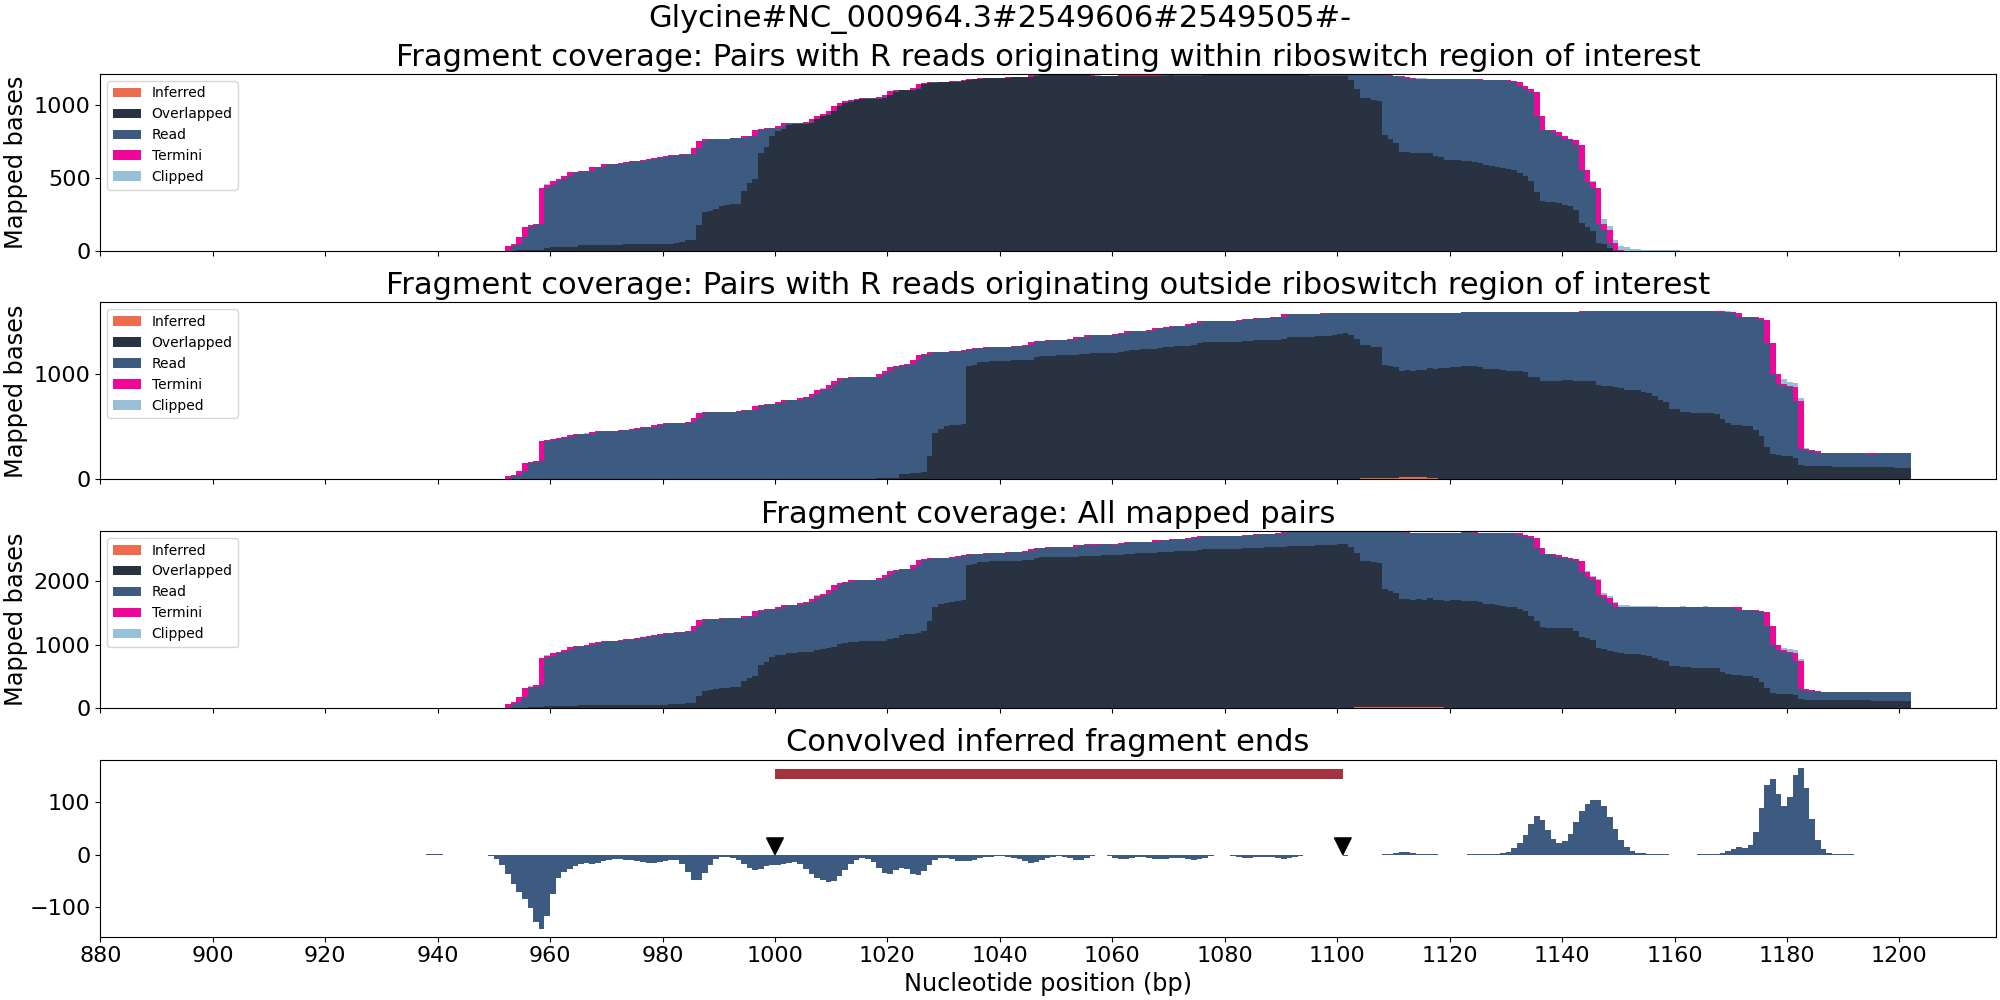 Glycine#NC_000964.3#2549606#2549505#-
Fragment coverage: Pairs with R reads originating within riboswitch region of interest
Mapped bases
1000
500
0
Inferred
Overlapped
Read
Termini
Clipped
Fragment coverage: Pairs with R reads originating outside riboswitch region of interest
Mapped bases
1000
0
Inferred
Overlapped
Read
Termini
Clipped
Fragment coverage: All mapped pairs
Mapped bases
2000
1000
0
Inferred
Overlapped
Read
Termini
Clipped
Convolved inferred fragment ends
100
0
−100
880 900 920 940 960 980 1000 1020 1040 1060 1080 1100 1120 1140 1160 1180 1200
Nucleotide position (bp)